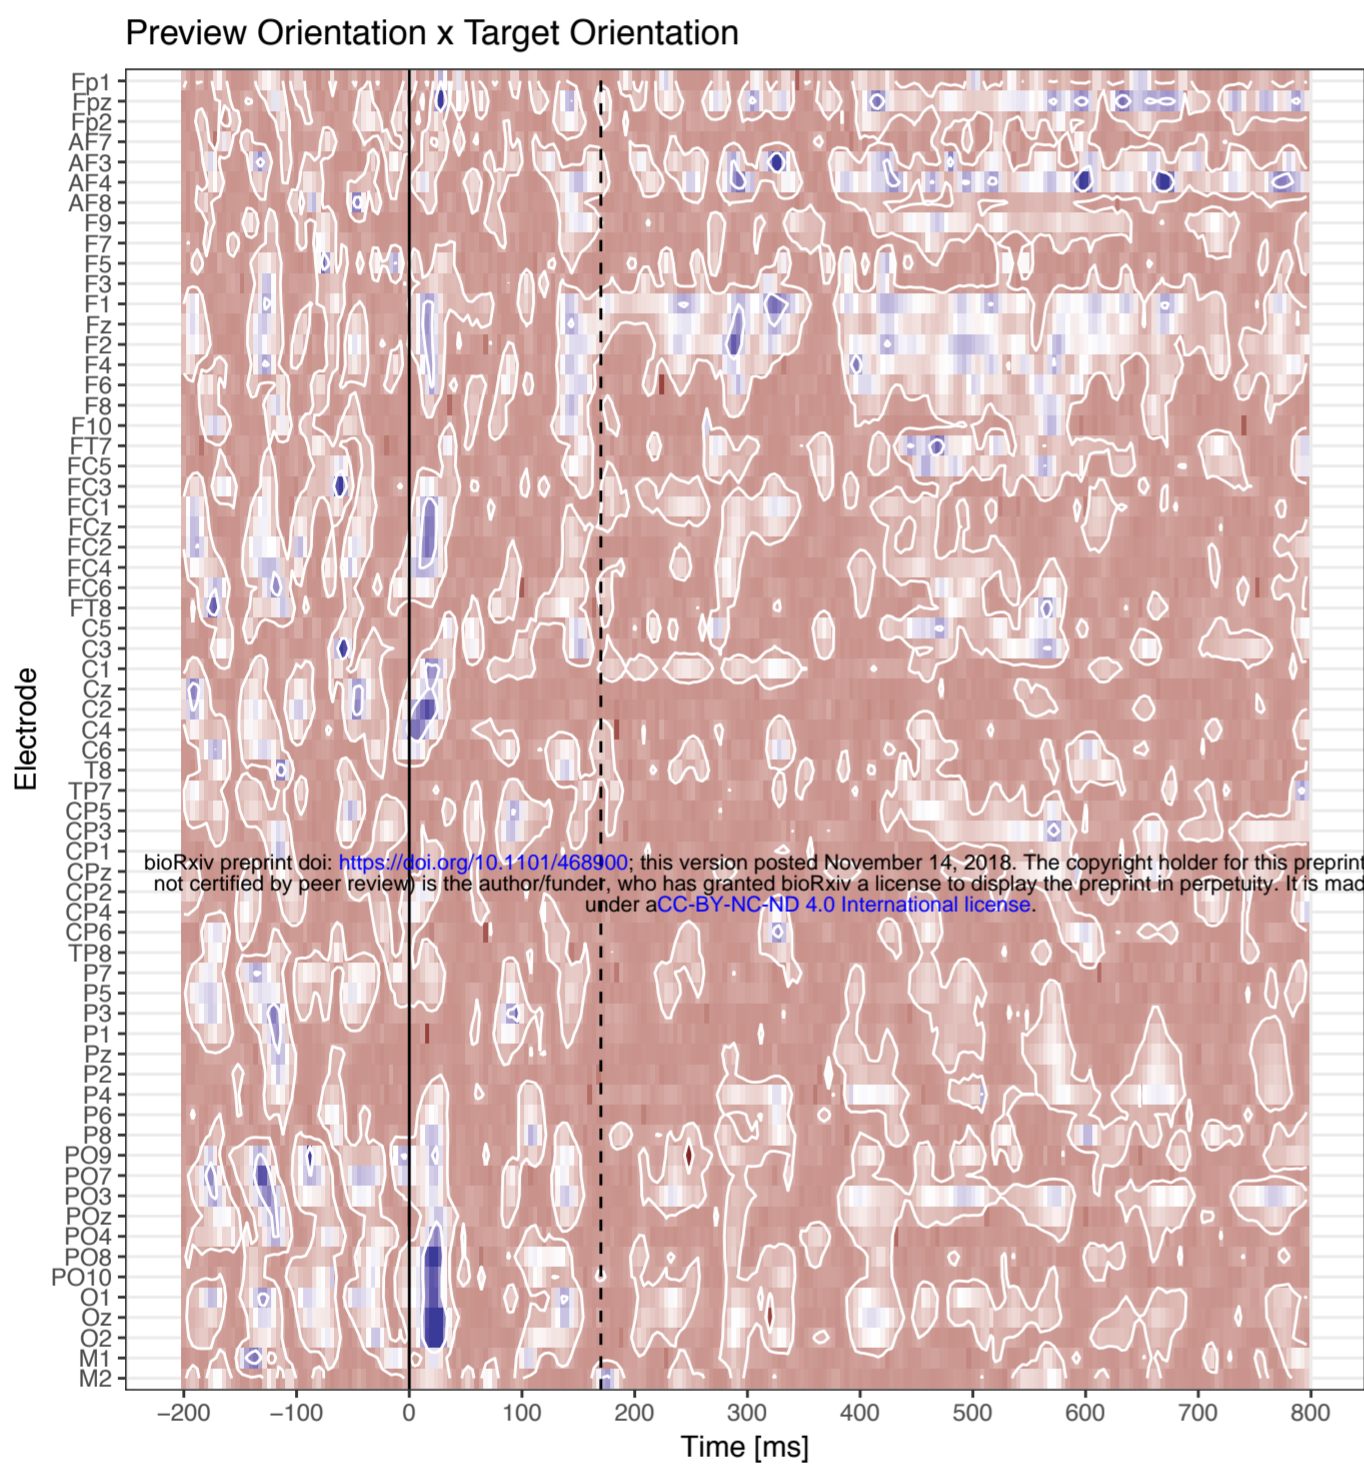 Preview Orientation x Target Orientation
Electrode
Fp1
Fpz
Fp2
AF7
AF3
AF4
AF8
F9
F7
F5
F3
F1
Fz
F2
F4
F6
F8
F10
FT7
FC5
FC3
FC1
FCz
FC2
FC4
FC6
FT8
C5
C3
C1
Cz
C2
C4
C6
T8
TP7
CP5
CP3
CP1
CPz
CP2
CP4
CP6
TP8
P7
P5
P3
P1
Pz
P2
P4
P6
P8
PO9
PO7
PO3
POz
PO4
PO8
PO10
O1
Oz
O2
M1
M2
bioRxiv preprint doi: https://doi.org/10.1101/468900; this version posted November 14, 2018. The copyright holder for this preprint
not certified by peer review) is the author/funder, who has granted bioRxiv a license to display the preprint in perpetuity. It is mad
under aCC-BY-NC-ND 4.0 International license.
−200 −100 0 100 200 300 400 500 600 700 800
Time [ms]